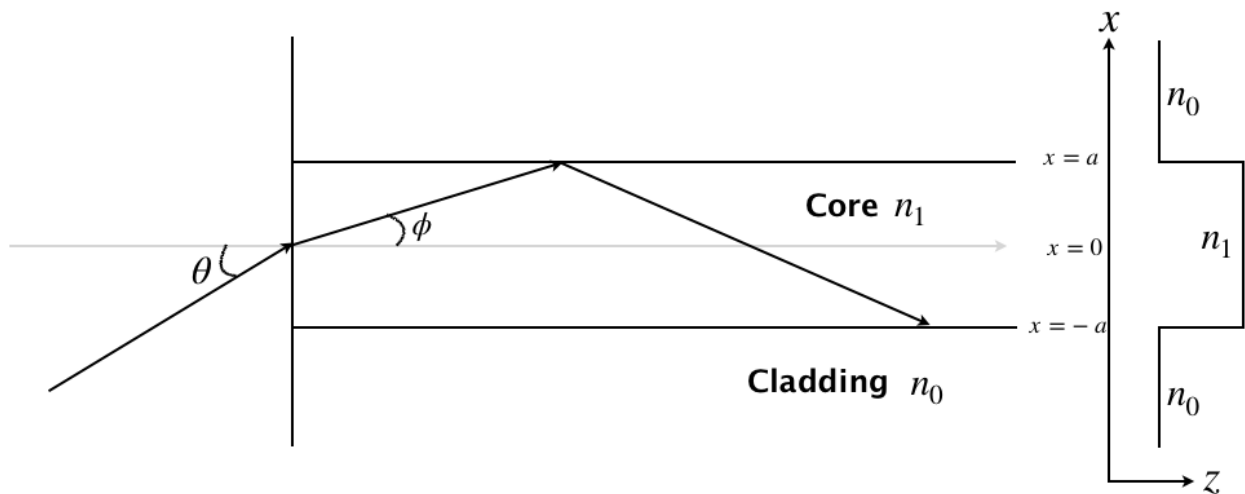 x
n₀
x = a
Core n₁
ϕ
x = 0
n₁
θ
x = − a
Cladding n₀
n₀
z